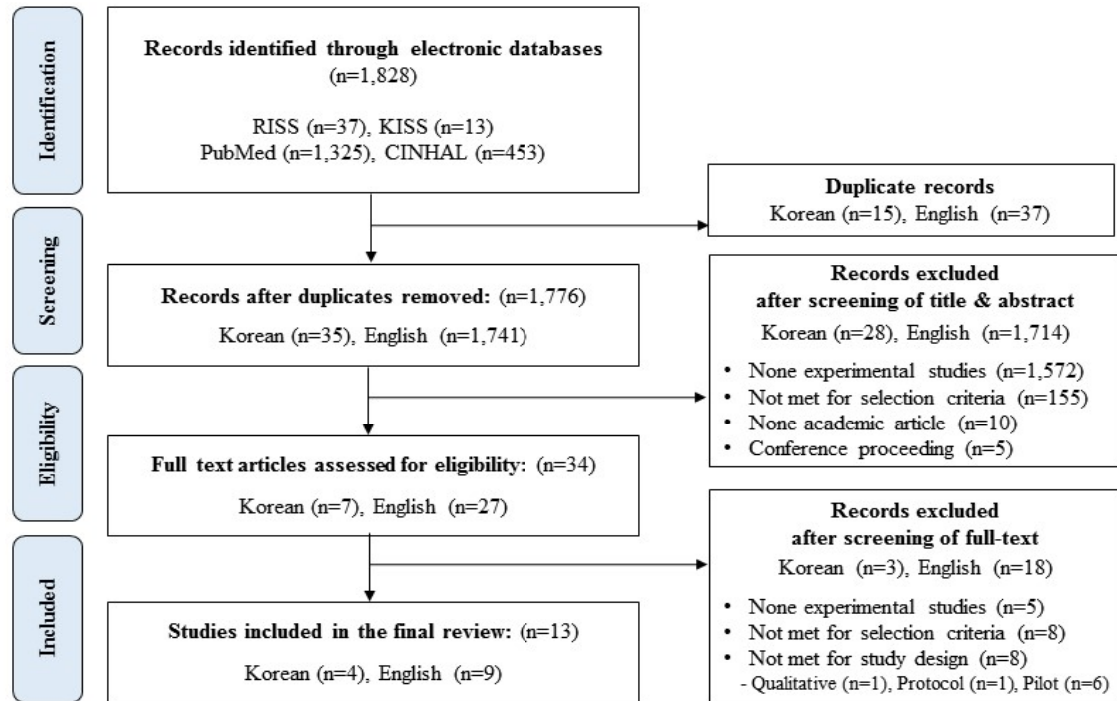 Identification
Records identified through electronic databases
(n=1,828)
RISS (n=37), KISS (n=13)
PubMed (n=1,325), CINHAL (n=453)
Duplicate records
Korean (n=15), English (n=37)
Screening
Records after duplicates removed: (n=1,776)
Korean (n=35), English (n=1,741)
Records excluded
after screening of title & abstract
Korean (n=28), English (n=1,714)
• None experimental studies (n=1,572)
• Not met for selection criteria (n=155)
• None academic article (n=10)
• Conference proceeding (n=5)
Eligibility
Full text articles assessed for eligibility: (n=34)
Korean (n=7), English (n=27)
Records excluded
after screening of full-text
Korean (n=3), English (n=18)
• None experimental studies (n=5)
• Not met for selection criteria (n=8)
• Not met for study design (n=8)
- Qualitative (n=1), Protocol (n=1), Pilot (n=6)
Included
Studies included in the final review: (n=13)
Korean (n=4), English (n=9)